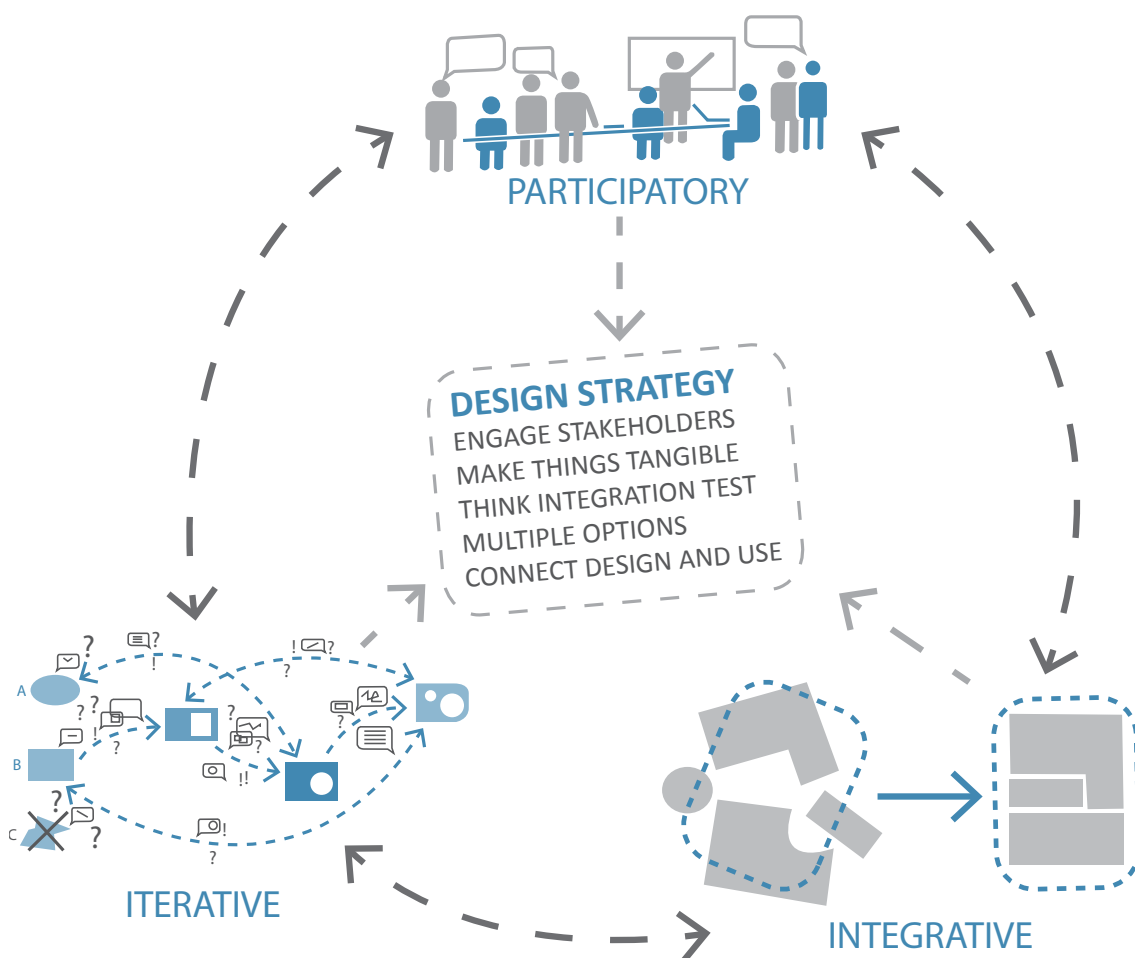 PARTICIPATORY
DESIGN STRATEGY
ENGAGE STAKEHOLDERS
MAKE THINGS TANGIBLE
THINK INTEGRATION TEST
MULTIPLE OPTIONS
CONNECT DESIGN AND USE
? ?
!
! ?
?
?
A
? ?
! ?
? ?
?
B
!!
?
C
?
!
?
ITERATIVE
INTEGRATIVE